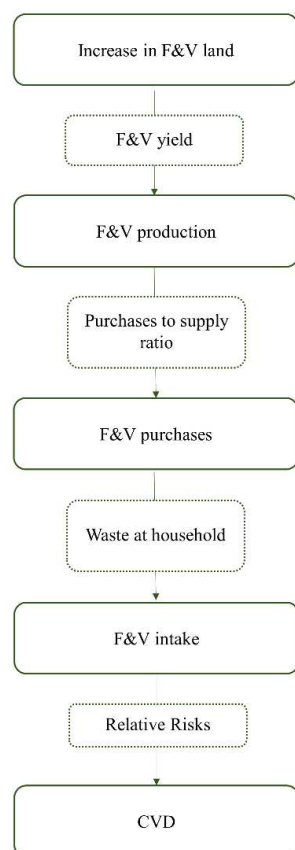 Increase in F&V land
F&V yield
F&V production
Purchases to supply
ratio
F&V purchases
Waste at household
F&V intake
Relative Risks
CVD